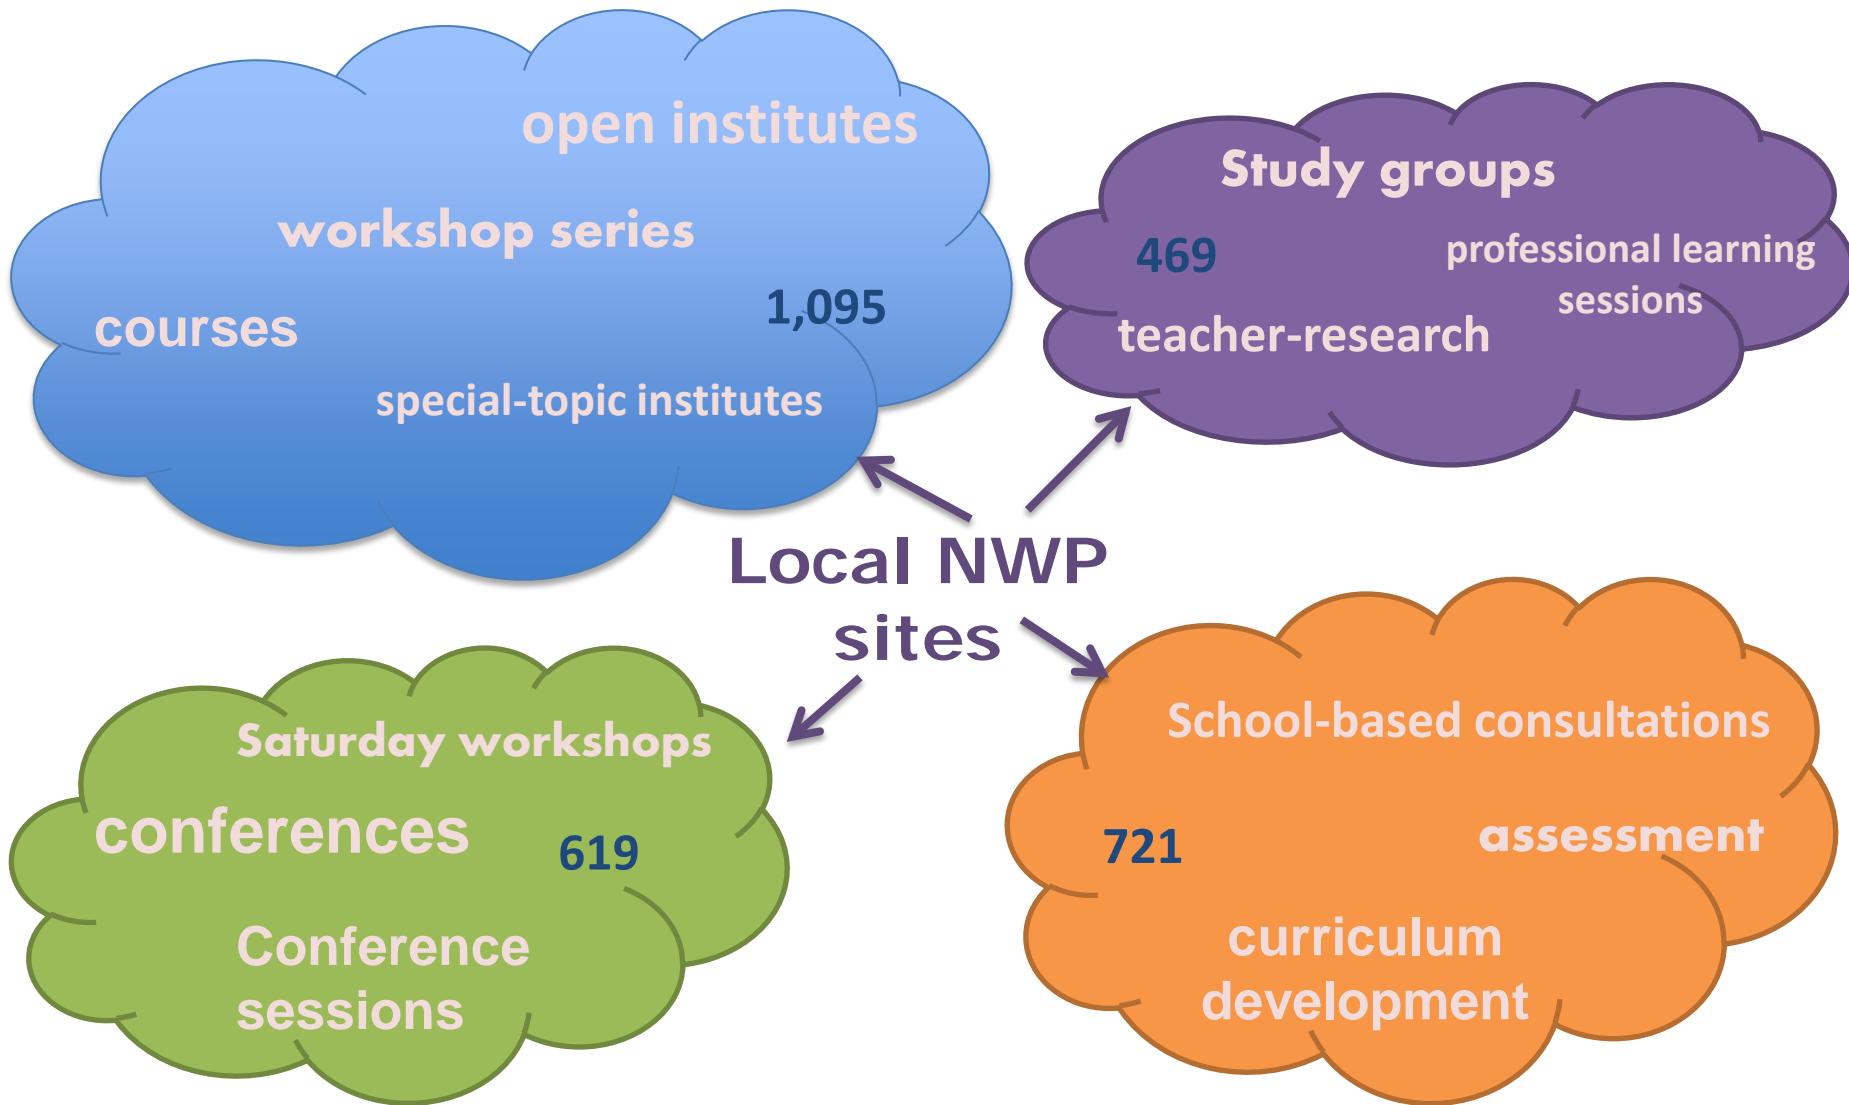 open institutes
workshop series
1,095
courses
special-topic institutes
Study groups
469
professional learning
sessions
teacher-research
Local NWP
sites
Saturday workshops
conferences
619
Conference
sessions
School-based consultations
721
assessment
curriculum
development